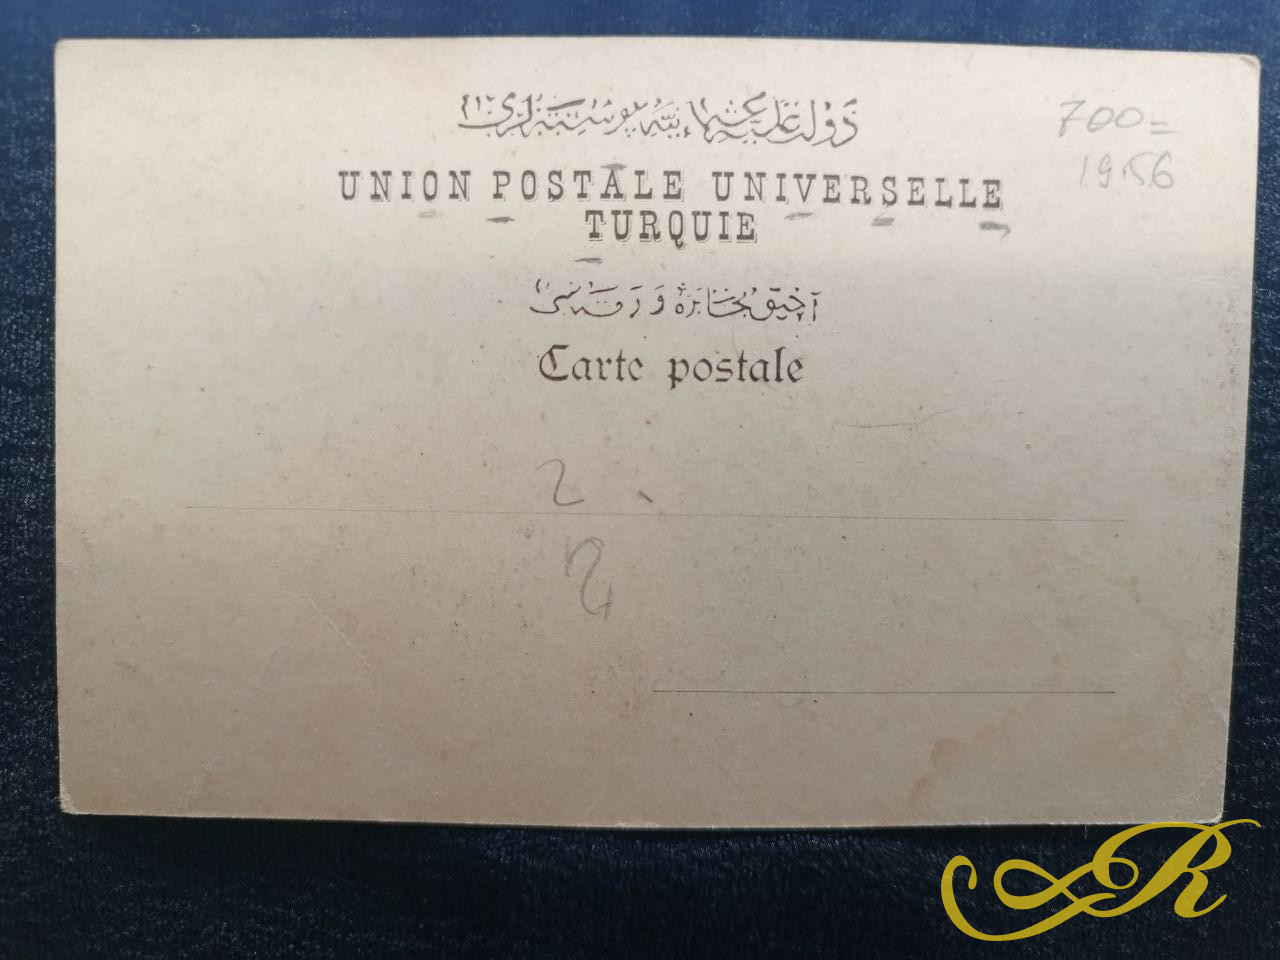 دولت علیه عثمانیه پوسته لری
700=
1956
UNION POSTALE UNIVERSELLE
TURQUIE
آچیق مخابره ورقه سی
Carte postale
2
R